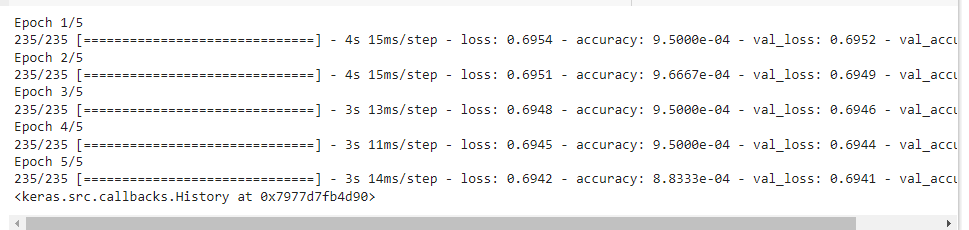 Epoch 1/5
235/235 [==============================] - 4s 15ms/step - loss: 0.6954 - accuracy: 9.5000e-04 - val_loss: 0.6952 - val_accu
Epoch 2/5
235/235 [==============================] - 4s 15ms/step - loss: 0.6951 - accuracy: 9.6667e-04 - val_loss: 0.6949 - val_accu
Epoch 3/5
235/235 [==============================] - 3s 13ms/step - loss: 0.6948 - accuracy: 9.5000e-04 - val_loss: 0.6946 - val_accu
Epoch 4/5
235/235 [==============================] - 3s 11ms/step - loss: 0.6945 - accuracy: 9.5000e-04 - val_loss: 0.6944 - val_accu
Epoch 5/5
235/235 [==============================] - 3s 14ms/step - loss: 0.6942 - accuracy: 8.8333e-04 - val_loss: 0.6941 - val_accu
<keras.src.callbacks.History at 0x7977d7fb4d90>